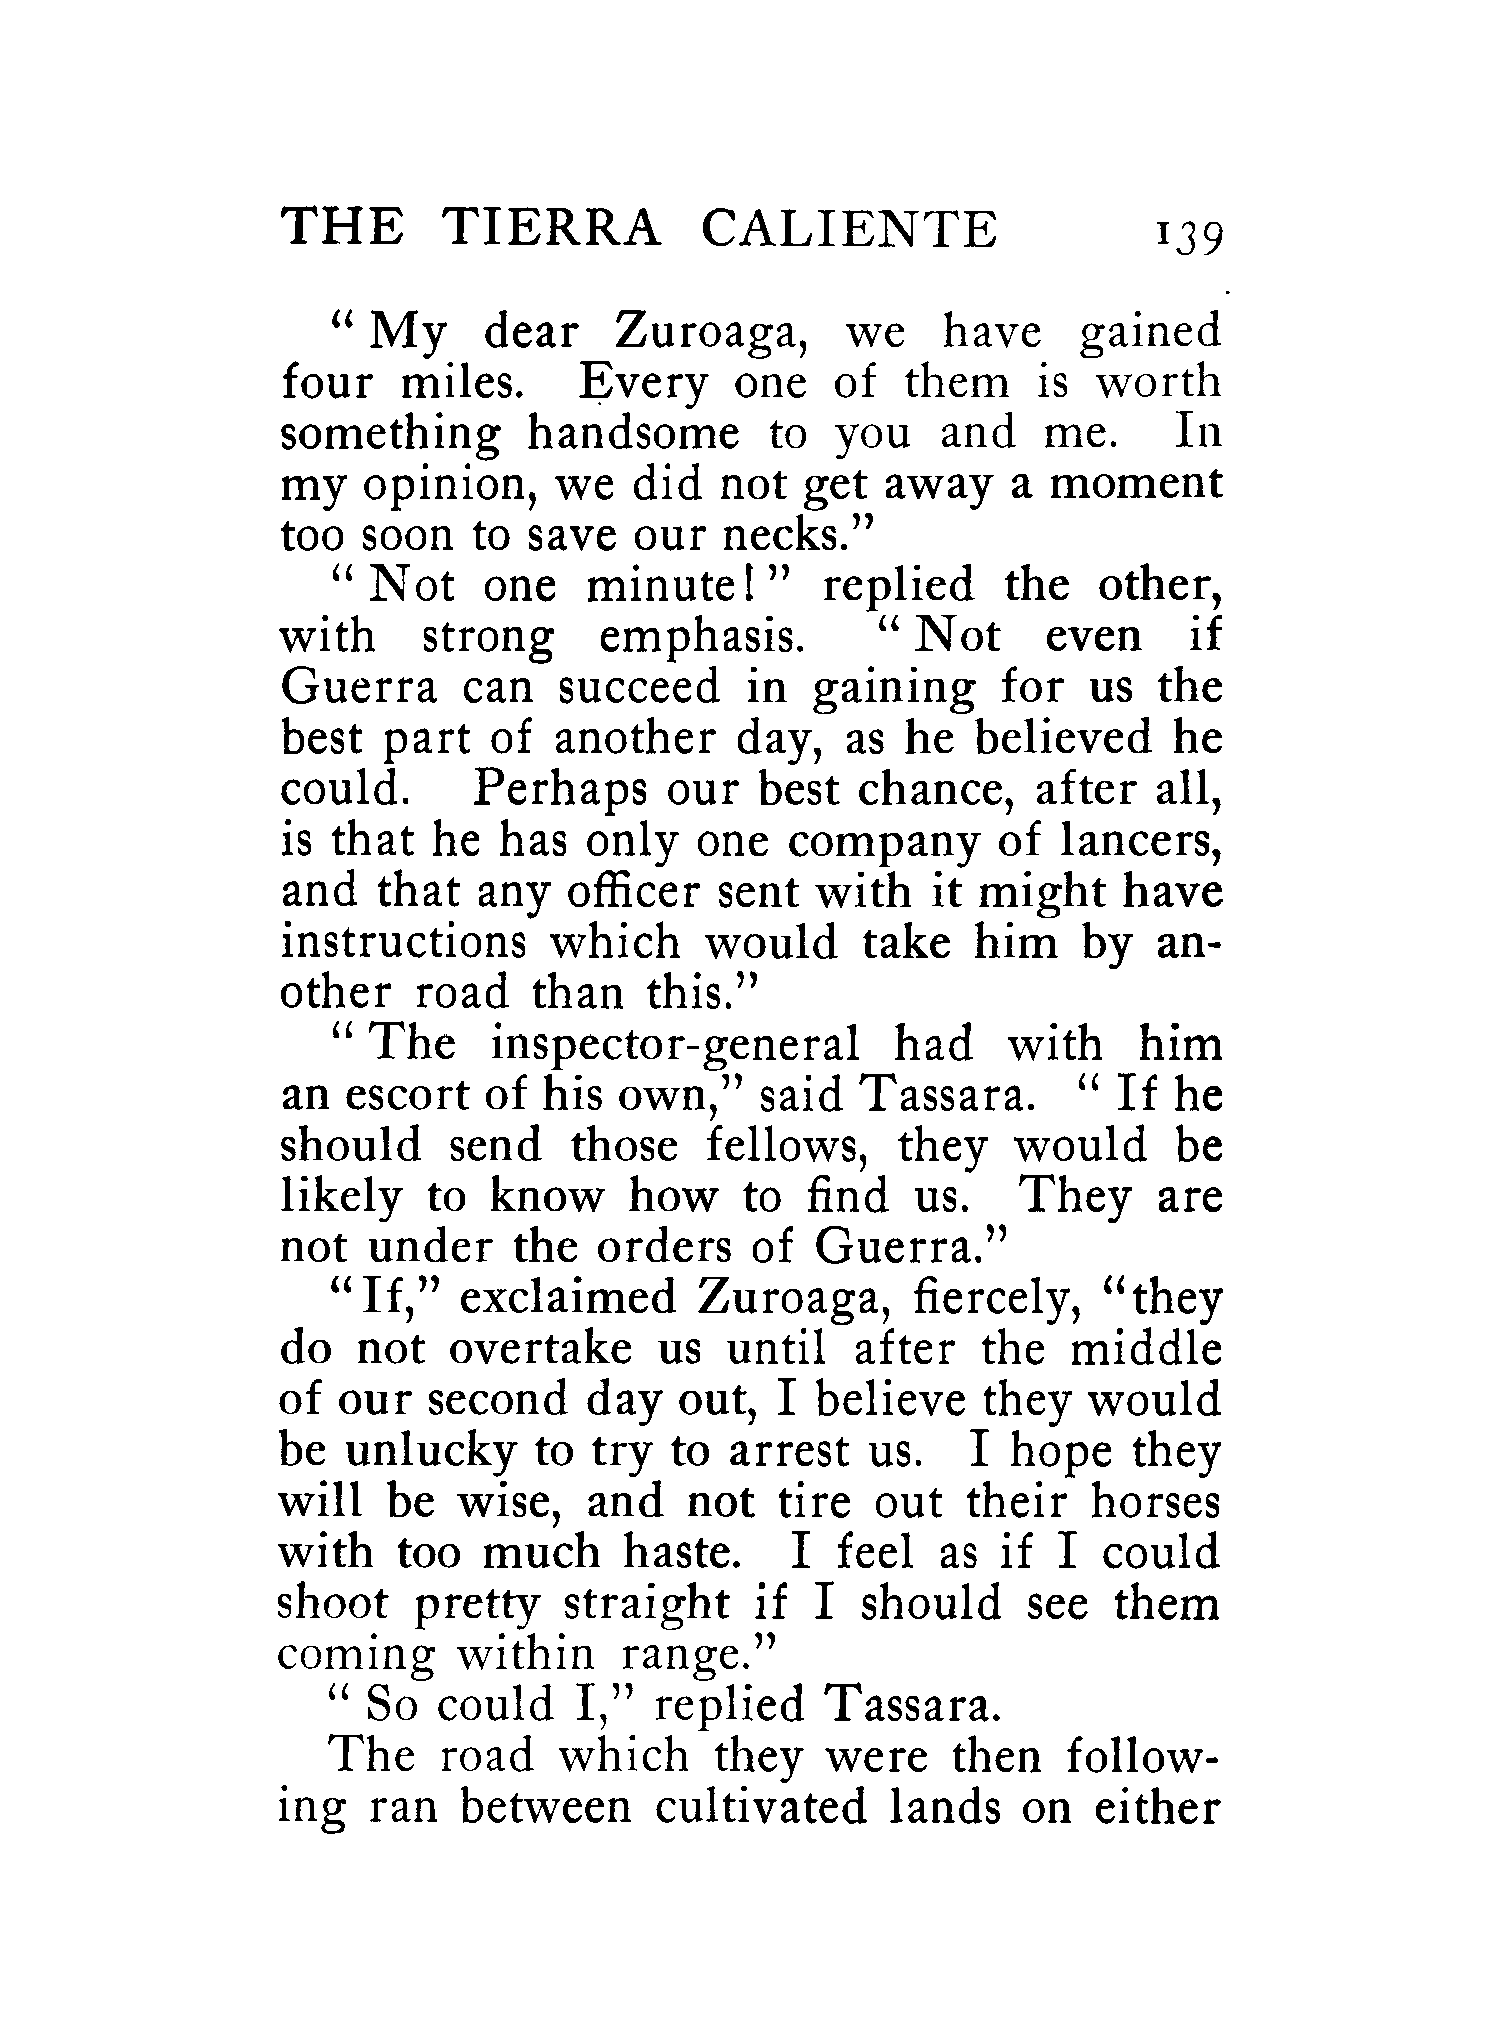 THE TIERRA CALIENTE 139
" My dear Zuroaga, we have gained
four miles. Every one of them is worth
something handsome to you and me. In
my opinion, we did not get away a moment
too soon to save our necks."
" Not one minute! " replied the other,
with strong emphasis. " Not even if
Guerra can succeed in gaining for us the
best part of another day, as he believed he
could. Perhaps our best chance, after all,
is that he has only one company of lancers,
and that any officer sent with it might have
instructions which would take him by an-
other road than this."
" The inspector-general had with him
an escort of his own," said Tassara. " If he
should send those fellows, they would be
likely to know how to find us. They are
not under the orders of Guerra."
" If," exclaimed Zuroaga, fiercely, "they
do not overtake us until after the middle
of our second day out, I believe they would
be unlucky to try to arrest us. I hope they
will be wise, and not tire out their horses
with too much haste. I feel as if I could
shoot pretty straight if I should see them
coming within range."
" So could I," replied Tassara.
The road which they were then follow-
ing ran between cultivated lands on either